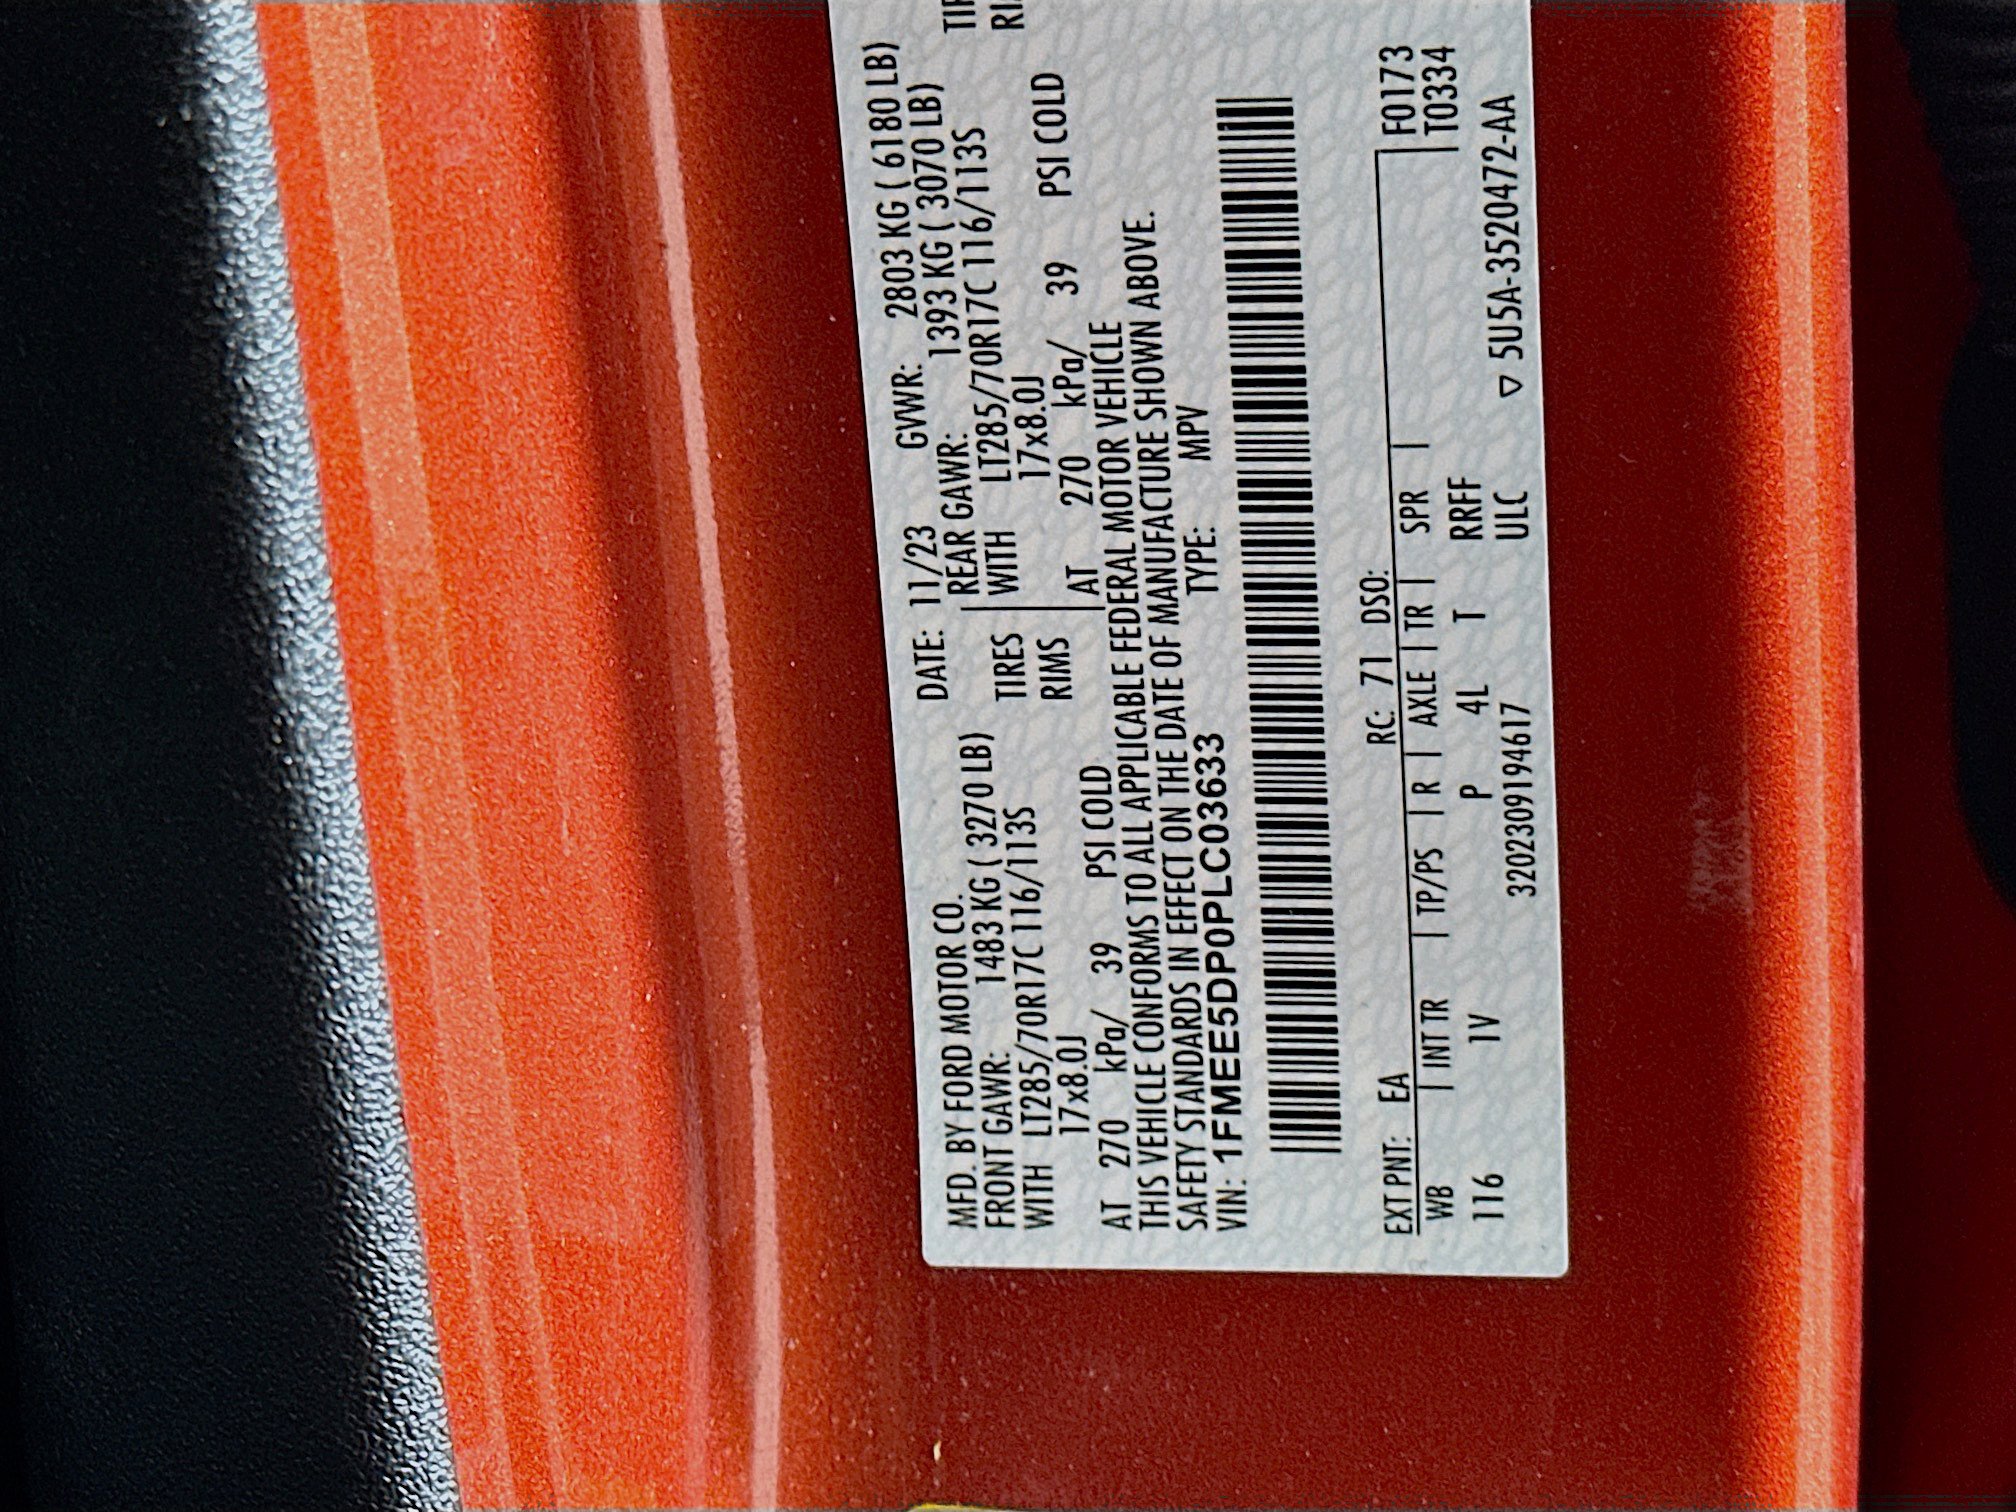 MFD. BY FORD MOTOR CO. DATE: 11/23 GVWR: 2803 KG ( 6180 LB)
FRONT GAWR: 1483 KG ( 3270 LB) REAR GAWR: 1393 KG ( 3070 LB)
WITH LT285/70R17C 116/113S TIRES WITH LT285/70R17C 116/113S
17x8.0J RIMS 17x8.0J
AT 270 kPa/ 39 PSI COLD AT 270 kPa/ 39 PSI COLD
THIS VEHICLE CONFORMS TO ALL APPLICABLE FEDERAL MOTOR VEHICLE
SAFETY STANDARDS IN EFFECT ON THE DATE OF MANUFACTURE SHOWN ABOVE.
VIN: 1FMEE5DP0PLC03633 TYPE: MPV
EXT PNT: EA RC: 71 DSO: F0173
WB | INT TR | TP/PS | R | AXLE | TR | SPR | T0334
116 1V P 4L T RRFF
3202309194617 ULC ▽ 5U5A-3520472-AA